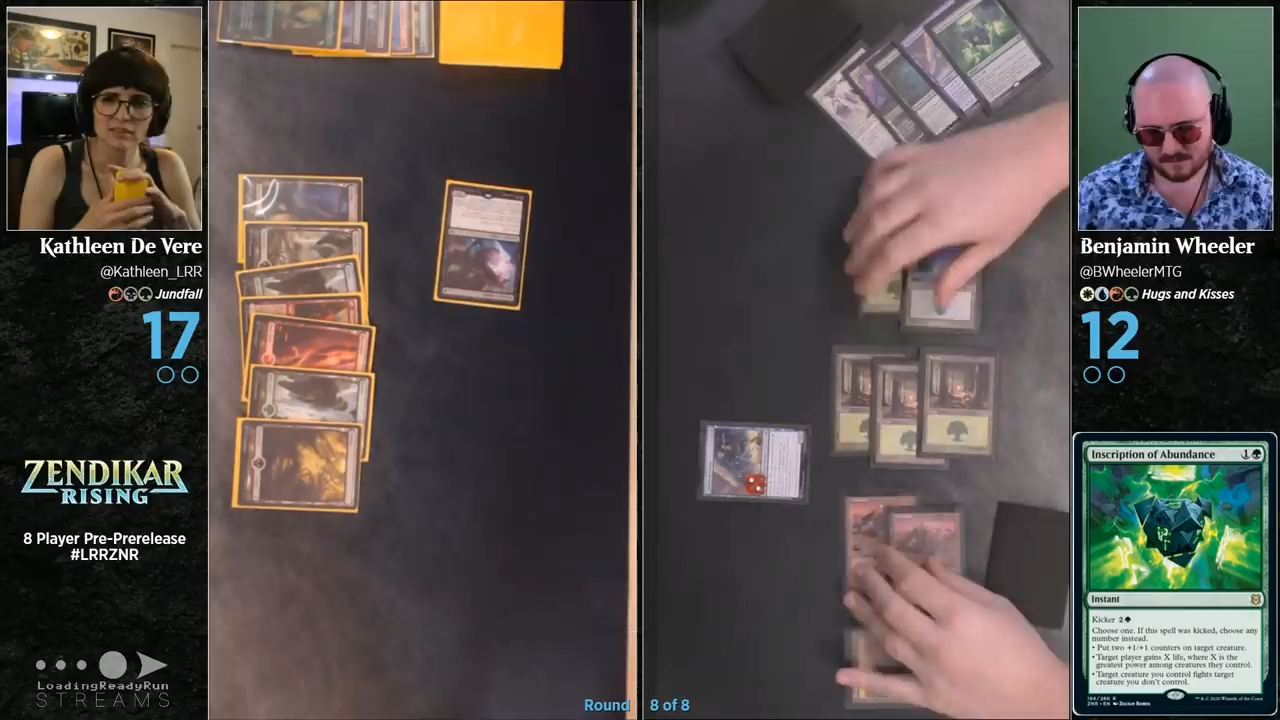 Kathleen De Vere
@Kathleen_LRR
Jundfall
17
ZENDIKAR
RISING
8 Player Pre-Prerelease
#LRRZNR
LoadingReadyRun
STREAMS
Round 8 of 8
Benjamin Wheeler
@BWheelerMTG
Hugs and Kisses
12
Inscription of Abundance 1
Instant
Kicker 2
Choose one. If this spell was kicked, choose any
number instead.
• Put two +1/+1 counters on target creature.
• Target player gains X life, where X is the
greatest power among creatures they control.
• Target creature you control fights target
creature you don't control.